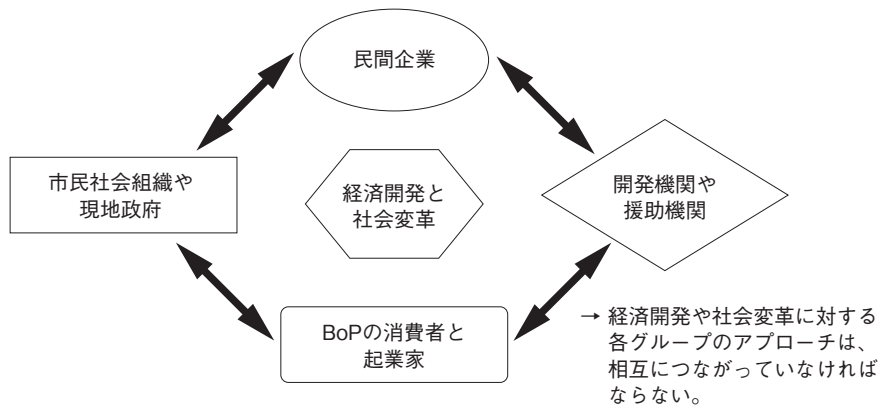 民間企業
市民社会組織や
現地政府
経済開発と
社会変革
開発機関や
援助機関
BoPの消費者と
起業家
→ 経済開発や社会変革に対する
各グループのアプローチは、
相互につながっていなければ
ならない。